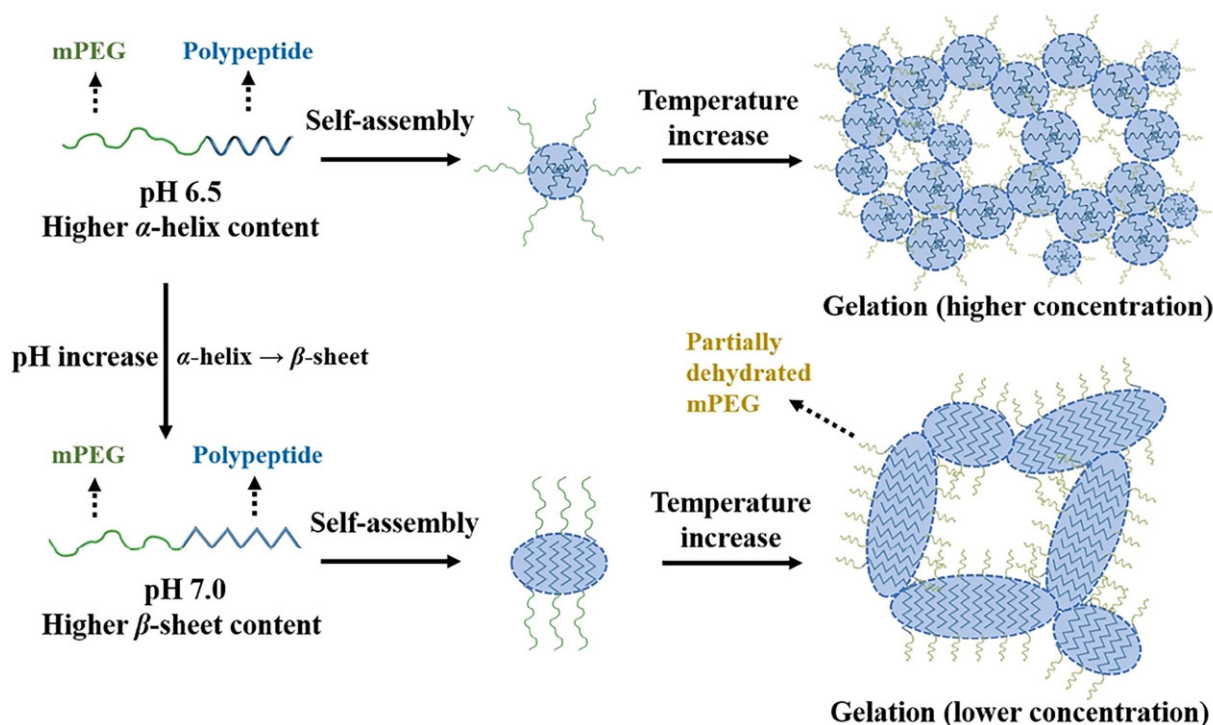 mPEG
Polypeptide
Self-assembly
Temperature
increase
pH 6.5
Higher α-helix content
Gelation (higher concentration)
pH increase
α-helix → β-sheet
Partially
dehydrated
mPEG
mPEG
Polypeptide
Self-assembly
Temperature
increase
pH 7.0
Higher β-sheet content
Gelation (lower concentration)